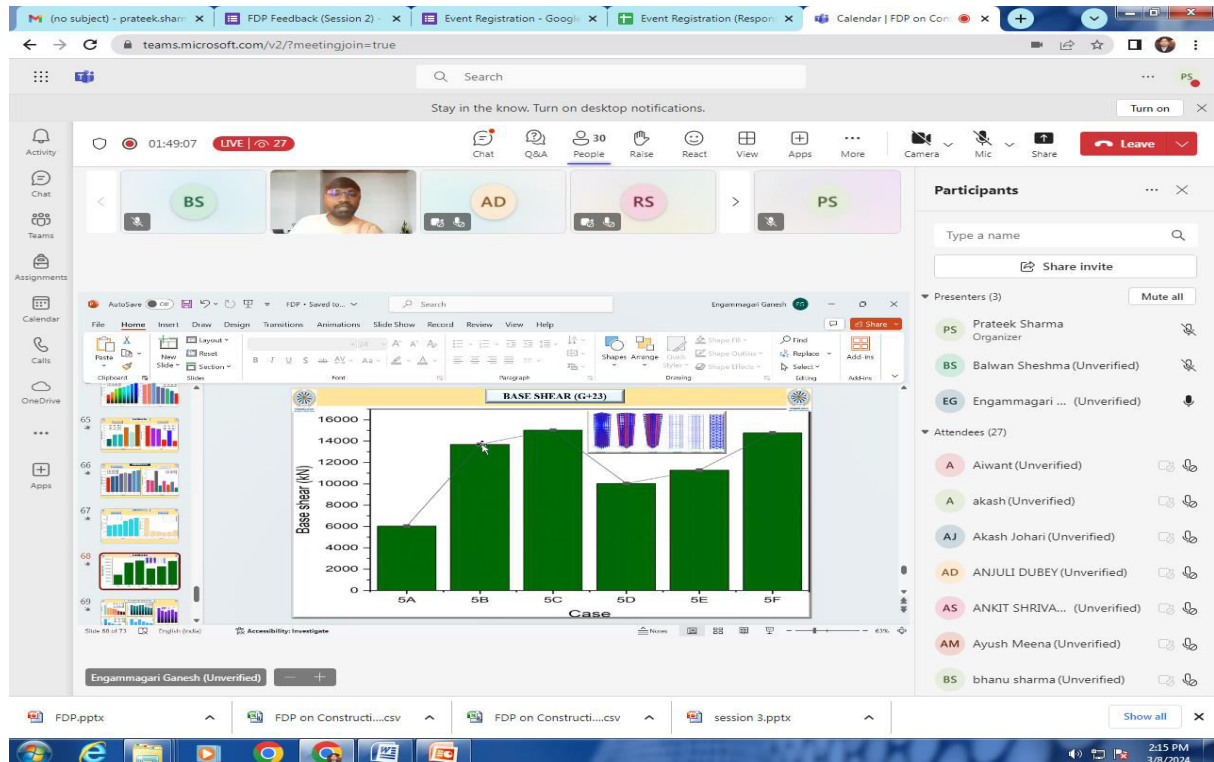 (no subject) - prateek.sharm
FDP Feedback (Session 2) -
Event Registration - Googl
Event Registration (Respon
Calendar | FDP on Con
teams.microsoft.com/v2/?meetingjoin=true
Search
PS
Stay in the know. Turn on desktop notifications.
Turn on
Activity
Chat
Teams
Assignments
Calendar
Calls
OneDrive
Apps
01:49:07
LIVE 27
Chat
Q&A
30
People
Raise
React
View
Apps
More
Camera
Mic
Share
Leave
BS
AD
RS
PS
AutoSave Off
FDP • Saved to...
Search
Engammagari Ganesh
EG
File Home Insert Draw Design Transitions Animations Slide Show Record Review View Help
Share
Paste
New Slide
Layout
Reset
Section
Shapes
Arrange
Quick Styles
Shape Fill
Shape Outline
Shape Effects
Find
Replace
Select
Add-ins
Clipboard
Slides
Font
Paragraph
Drawing
Editing
Add-ins
65
66
67
68
69
BASE SHEAR (G+23)
Base shear (kN)
16000
14000
12000
10000
8000
6000
4000
2000
0
5A 5B 5C 5D 5E 5F
Case
Slide 68 of 73
English (India)
Accessibility: Investigate
Notes
63%
Engammagari Ganesh (Unverified)
Participants
Type a name
Share invite
Presenters (3)
Mute all
PS Prateek Sharma
Organizer
BS Balwan Sheshma (Unverified)
EG Engammagari ... (Unverified)
Attendees (27)
A Aiwant (Unverified)
A akash (Unverified)
AJ Akash Johari (Unverified)
AD ANJULI DUBEY (Unverified)
AS ANKIT SHRIVA... (Unverified)
AM Ayush Meena (Unverified)
BS bhanu sharma (Unverified)
FDP.pptx
FDP on Constructi....csv
FDP on Constructi....csv
session 3.pptx
Show all
2:15 PM
3/8/2024